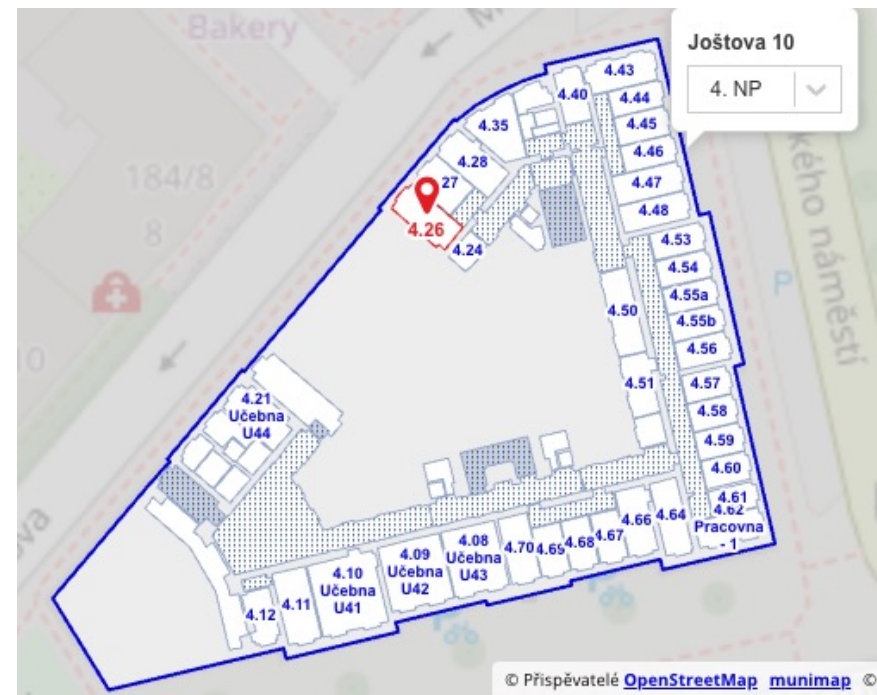 Bakery
M
Joštova 10
4. NP
184/8
8
10
kého náměstí
P
ova
4.43
4.40
4.44
4.35
4.45
4.28
4.46
27
4.47
4.26
4.48
4.24
4.53
4.54
4.55a
4.50
4.55b
4.56
4.51
4.57
4.21
Učebna
U44
4.58
4.59
4.60
4.61
4.62
Pracovna
- 1
4.64
4.66
4.67
4.68
4.69
4.70
4.08
Učebna
U43
4.09
Učebna
U42
4.10
Učebna
U41
4.11
4.12
© Přispěvatelé OpenStreetMap munimap ©